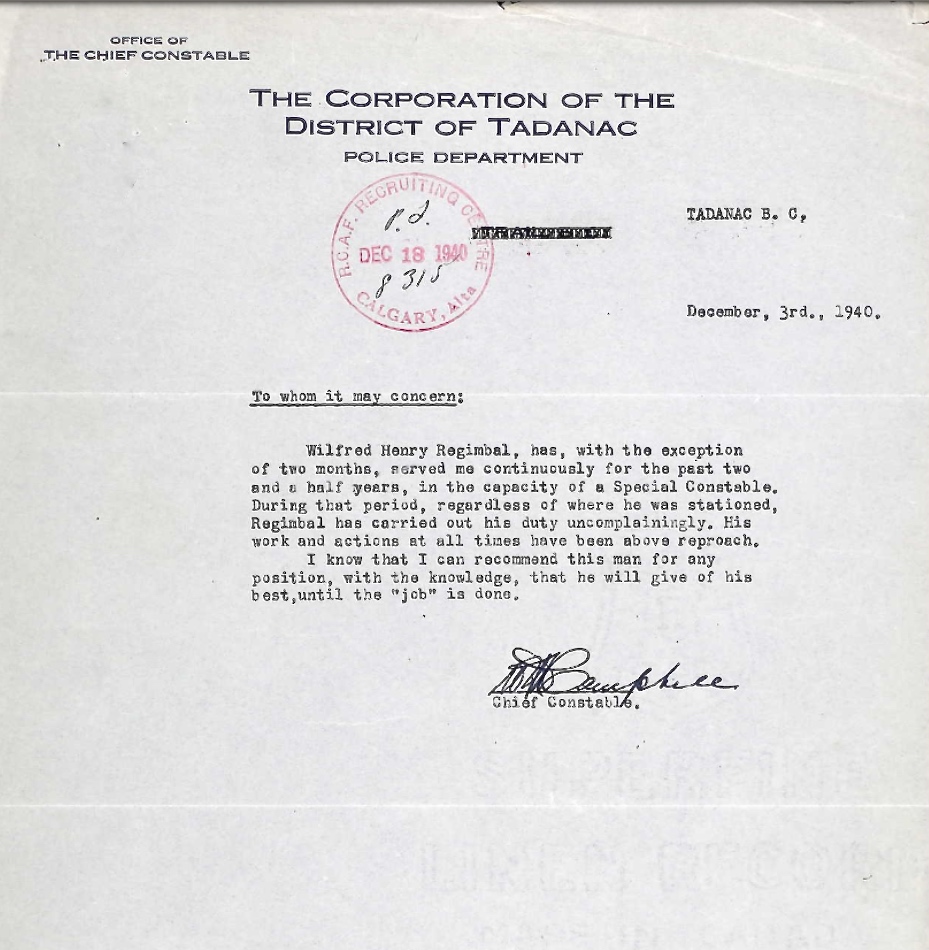 OFFICE OF
THE CHIEF CONSTABLE
THE CORPORATION OF THE
DISTRICT OF TADANAC
POLICE DEPARTMENT
R.C.A.F. RECRUITING CENTRE
P.d.
DEC 18 1940
8315
CALGARY, Alta
TADANAC B. C,
December, 3rd., 1940.
To whom it may concern:
Wilfred Henry Regimbal, has, with the exception
of two months, served me continuously for the past two
and a half years, in the capacity of a Special Constable.
During that period, regardless of where he was stationed,
Regimbal has carried out his duty uncomplainingly. His
work and actions at all times have been above reproach.
I know that I can recommend this man for any
position, with the knowledge, that he will give of his
best,until the "job" is done.
Campbell
Chief Constable.